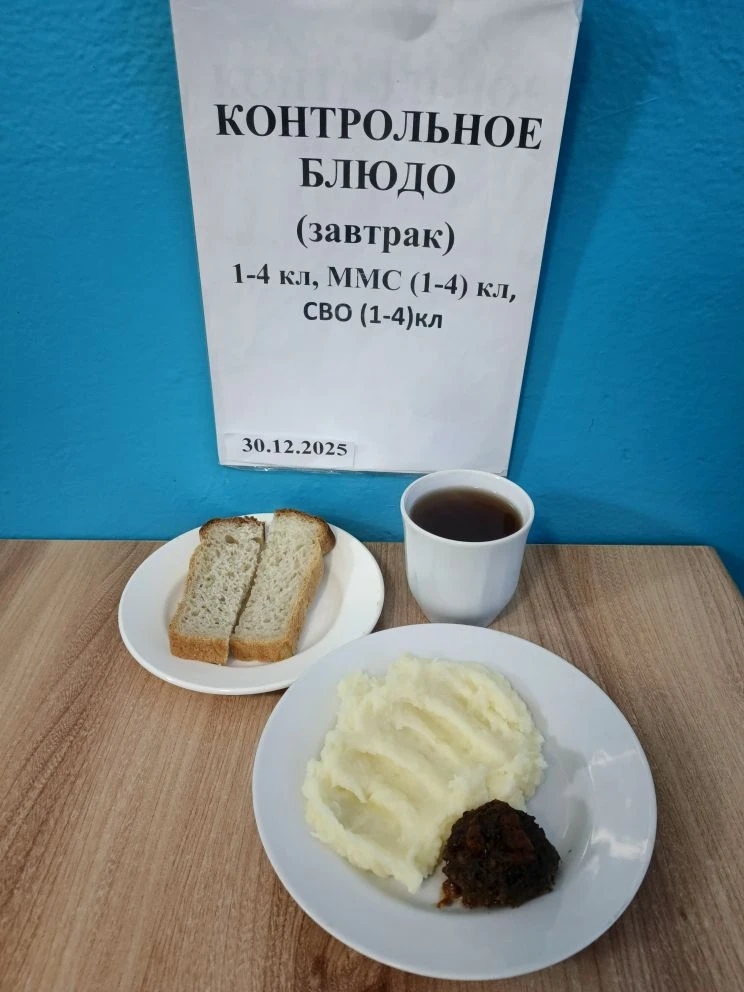 КОНТРОЛЬНОЕ
БЛЮДО
(завтрак)
1-4 кл, ММС (1-4) кл,
СВО (1-4)кл
30.12.2025